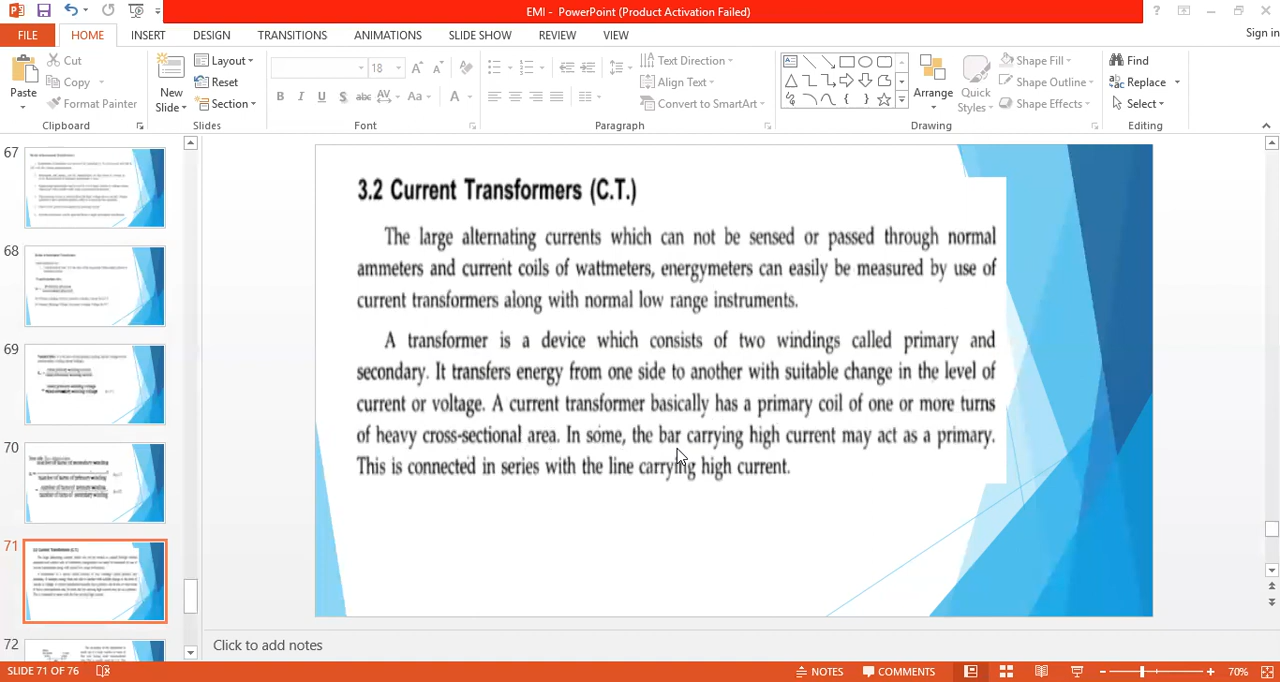 EMI - PowerPoint (Product Activation Failed)
FILE HOME INSERT DESIGN TRANSITIONS ANIMATIONS SLIDE SHOW REVIEW VIEW Sign in
Paste
Cut
Copy
Format Painter
Clipboard
New
Slide
Layout
Reset
Section
Slides
18
B I U S abc AV Aa A
Font
Text Direction
Align Text
Convert to SmartArt
Paragraph
Arrange
Quick
Styles
Shape Fill
Shape Outline
Shape Effects
Drawing
Find
Replace
Select
Editing
67
68
69
70
71
72
3.2 Current Transformers (C.T.)
The large alternating currents which can not be sensed or passed through normal
ammeters and current coils of wattmeters, energymeters can easily be measured by use of
current transformers along with normal low range instruments.
A transformer is a device which consists of two windings called primary and
secondary. It transfers energy from one side to another with suitable change in the level of
current or voltage. A current transformer basically has a primary coil of one or more turns
of heavy cross-sectional area. In some, the bar carrying high current may act as a primary.
This is connected in series with the line carrying high current.
Click to add notes
SLIDE 71 OF 76 NOTES COMMENTS 70%